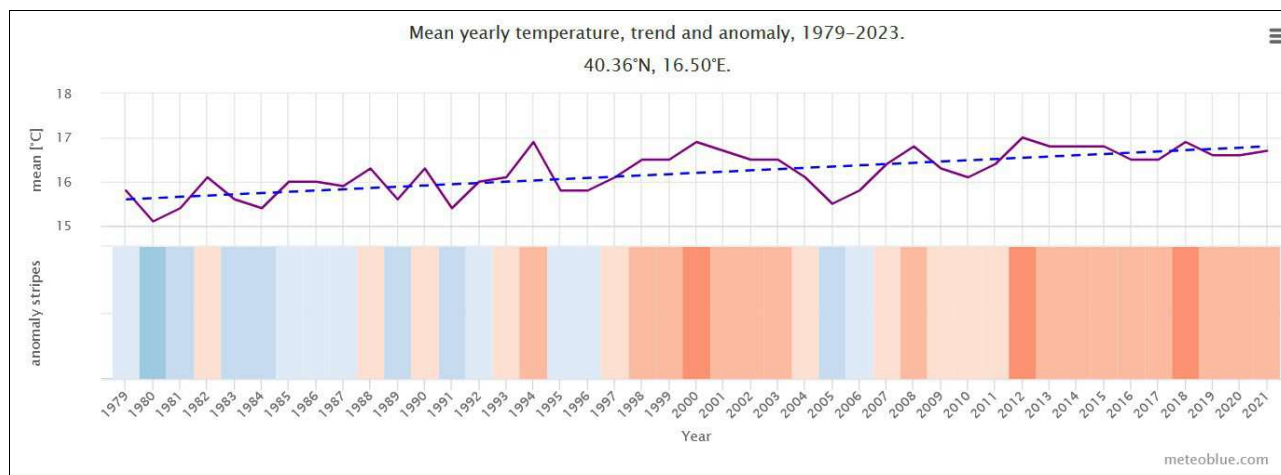 Mean yearly temperature, trend and anomaly, 1979-2023.
40.36°N, 16.50°E.
mean [°C]
18
17
16
15
anomaly stripes
1979 1980 1981 1982 1983 1984 1985 1986 1987 1988 1989 1990 1991 1992 1993 1994 1995 1996 1997 1998 1999 2000 2001 2002 2003 2004 2005 2006 2007 2008 2009 2010 2011 2012 2013 2014 2015 2016 2017 2018 2019 2020 2021
Year
meteoblue.com